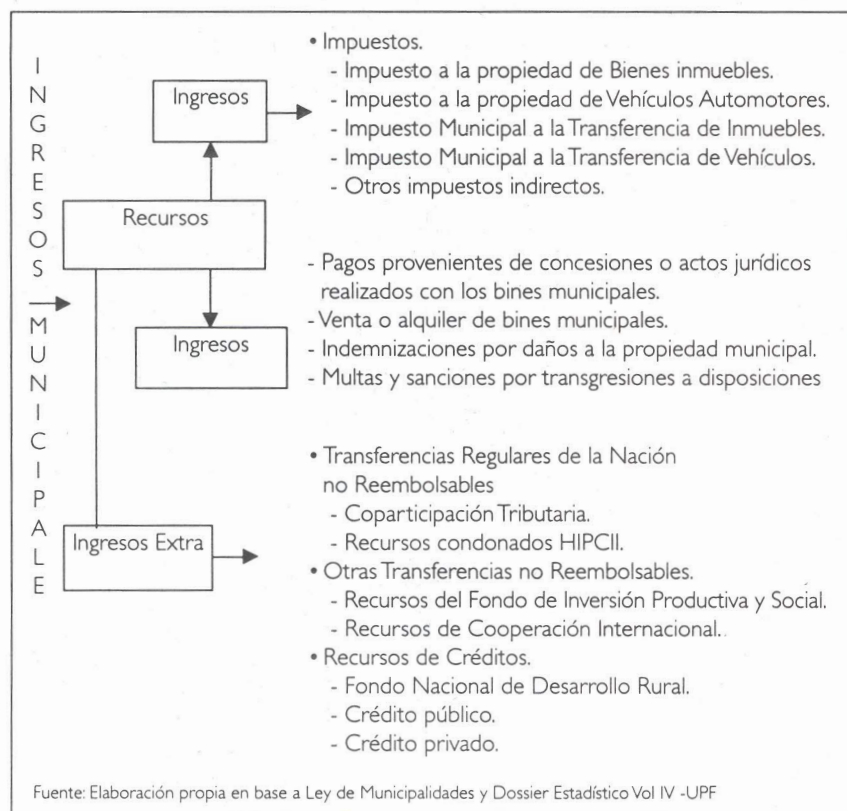 INGRESOS MUNICIPALE
• Impuestos.
- Impuesto a la propiedad de Bienes inmuebles.
Ingresos
- Impuesto a la propiedad de Vehículos Automotores.
- Impuesto Municipal a la Transferencia de Inmuebles.
- Impuesto Municipal a la Transferencia de Vehículos.
- Otros impuestos indirectos.
Recursos
- Pagos provenientes de concesiones o actos jurídicos
realizados con los bines municipales.
- Venta o alquiler de bines municipales.
Ingresos
- Indemnizaciones por daños a la propiedad municipal.
- Multas y sanciones por transgresiones a disposiciones
• Transferencias Regulares de la Nación
no Reembolsables
- Coparticipación Tributaria.
Ingresos Extra
- Recursos condonados HIPCII.
• Otras Transferencias no Reembolsables.
- Recursos del Fondo de Inversión Productiva y Social.
- Recursos de Cooperación Internacional.
• Recursos de Créditos.
- Fondo Nacional de Desarrollo Rural.
- Crédito público.
- Crédito privado.
Fuente: Elaboración propia en base a Ley de Municipalidades y Dossier Estadístico Vol IV -UPF